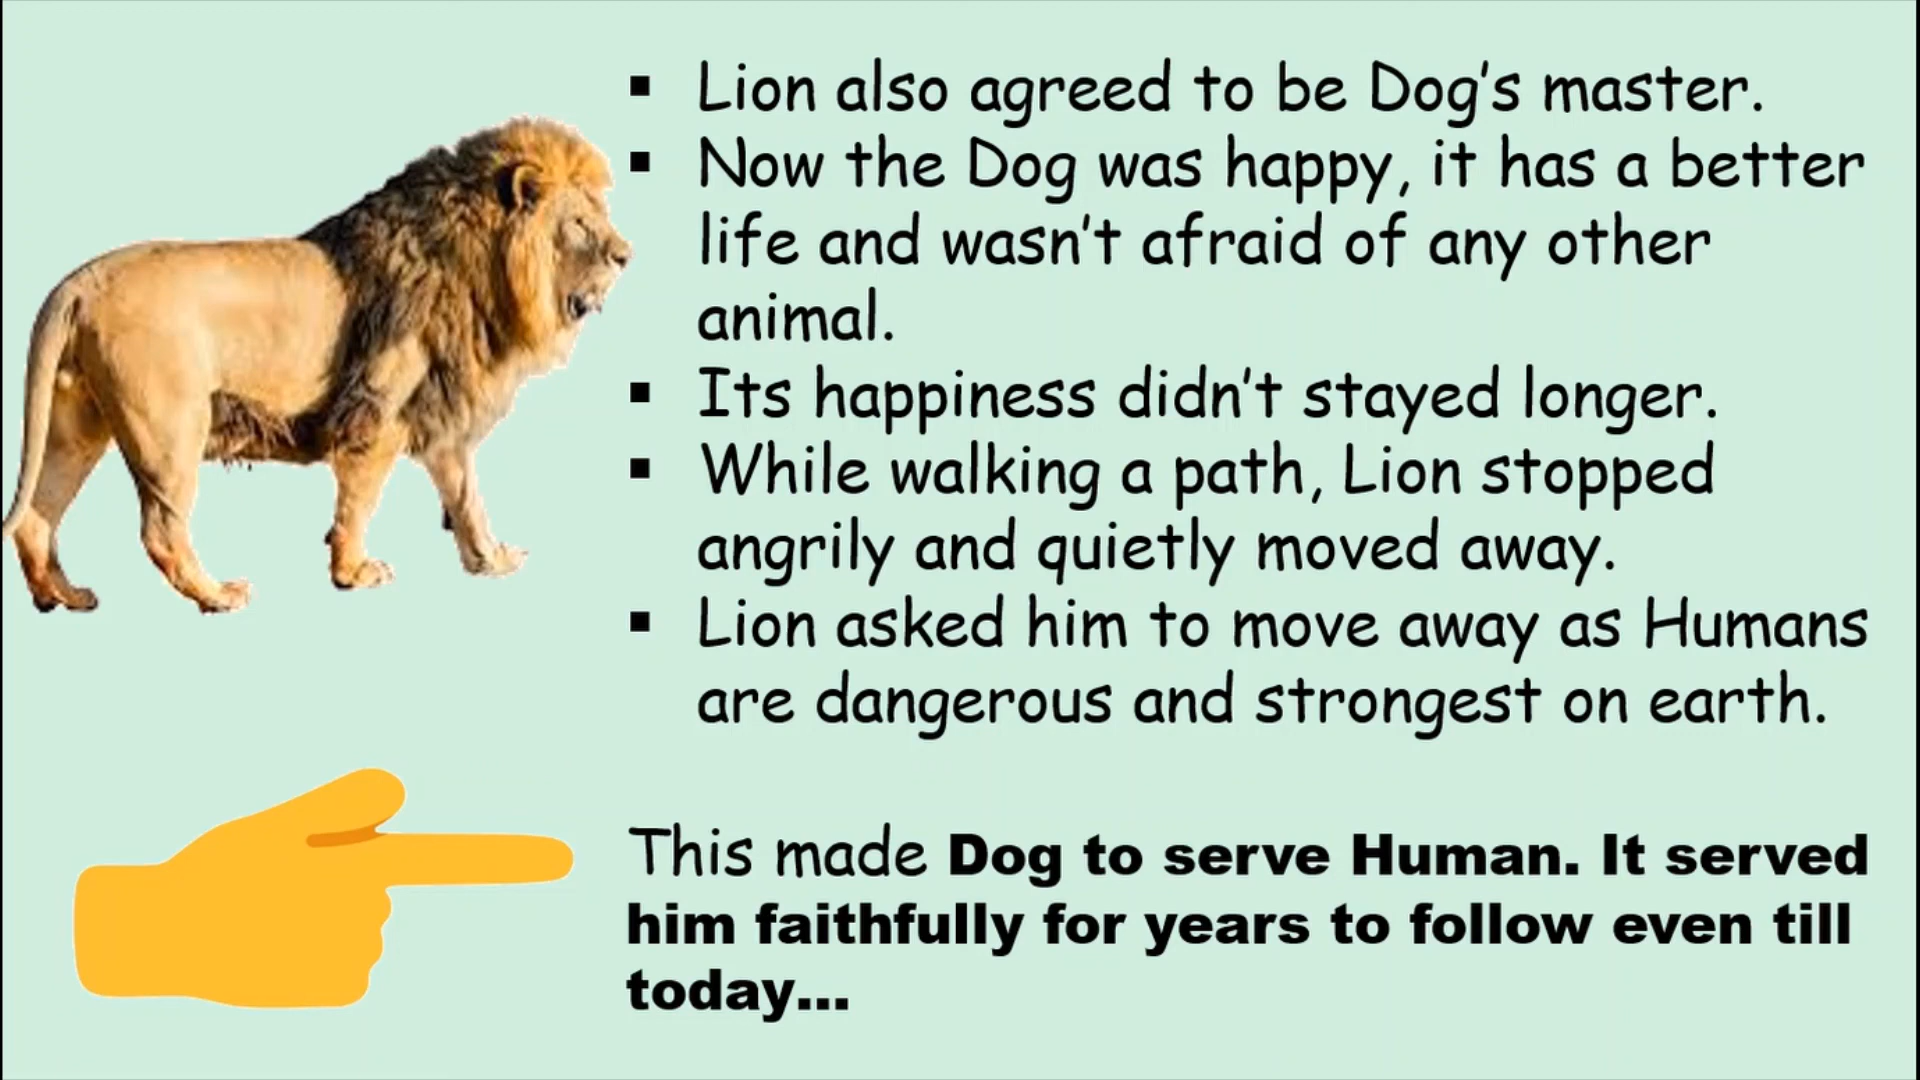 ▪ Lion also agreed to be Dog's master.
▪ Now the Dog was happy, it has a better
life and wasn't afraid of any other
animal.
▪ Its happiness didn't stayed longer.
▪ While walking a path, Lion stopped
angrily and quietly moved away.
▪ Lion asked him to move away as Humans
are dangerous and strongest on earth.
This made Dog to serve Human. It served
him faithfully for years to follow even till
today...